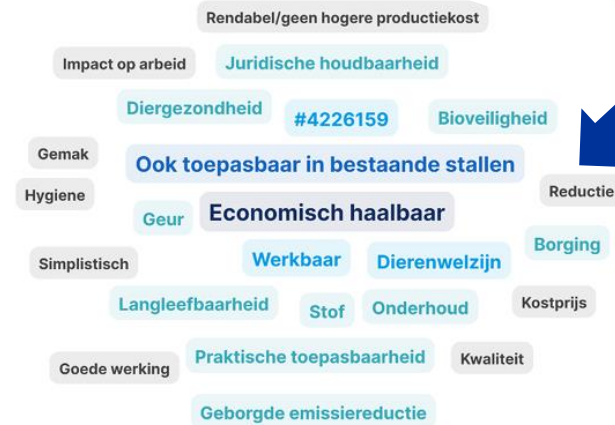 Rendabel/geen hogere productiekost
Impact op arbeid
Juridische houdbaarheid
Diergezondheid
#4226159
Bioveiligheid
Gemak
Ook toepasbaar in bestaande stallen
Hygiene
Reductie
Geur
Economisch haalbaar
Borging
Simplistisch
Werkbaar
Dierenwelzijn
Langleefbaarheid
Stof
Onderhoud
Kostprijs
Goede werking
Praktische toepasbaarheid
Kwaliteit
Geborgde emissiereductie